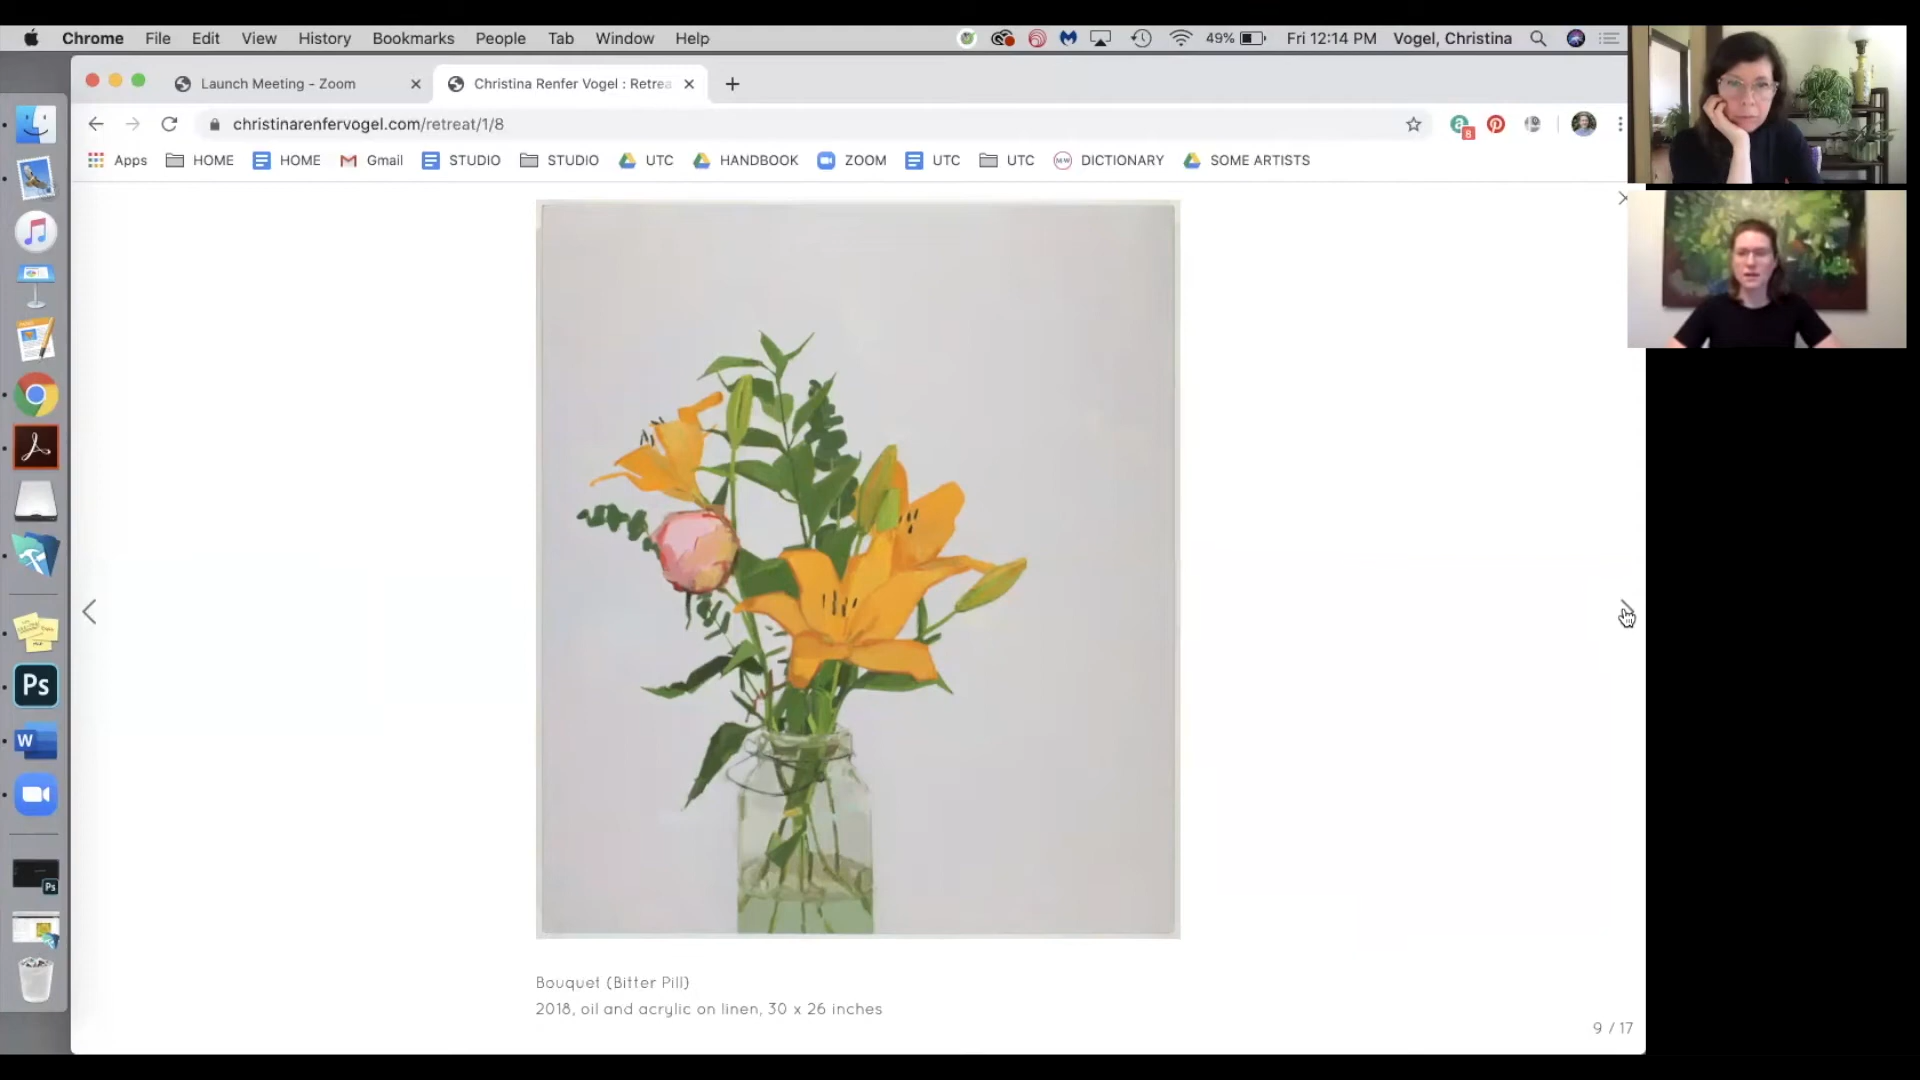 Chrome File Edit View History Bookmarks People Tab Window Help 49% Fri 12:14 PM Vogel, Christina
Launch Meeting - Zoom Christina Renfer Vogel : Retrea
christinarenfervogel.com/retreat/1/8 8
Apps HOME HOME Gmail STUDIO STUDIO UTC HANDBOOK ZOOM UTC UTC DICTIONARY SOME ARTISTS
Ps
W
Ps
Bouquet (Bitter Pill)
2018, oil and acrylic on linen, 30 x 26 inches
9 / 17